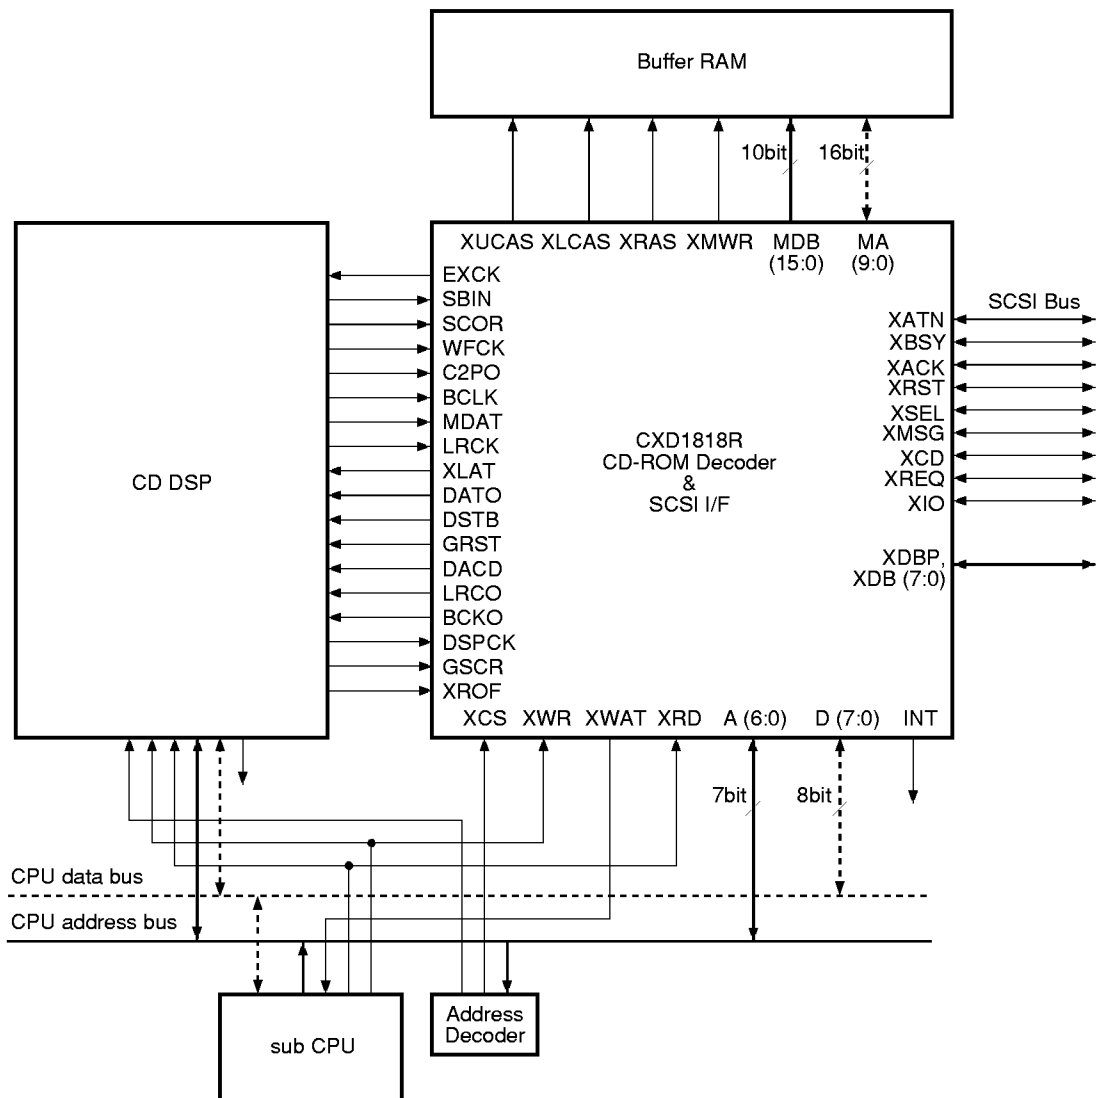 Buffer RAM
10bit
16bit
XUCAS XLCAS XRAS XMWR MDB (15:0) MA (9:0)
EXCK
SBIN
SCOR
WFCK
C2PO
BCLK
MDAT
LRCK
XLAT
DATO
DSTB
GRST
DACD
LRCO
BCKO
DSPCK
GSCR
XROF
CD DSP
CXD1818R
CD-ROM Decoder
&
SCSI I/F
SCSI Bus
XATN
XBSY
XACK
XRST
XSEL
XMSG
XCD
XREQ
XIO
XDBP,
XDB (7:0)
XCS XWR XWAT XRD A (6:0) D (7:0) INT
7bit
8bit
CPU data bus
CPU address bus
sub CPU
Address
Decoder